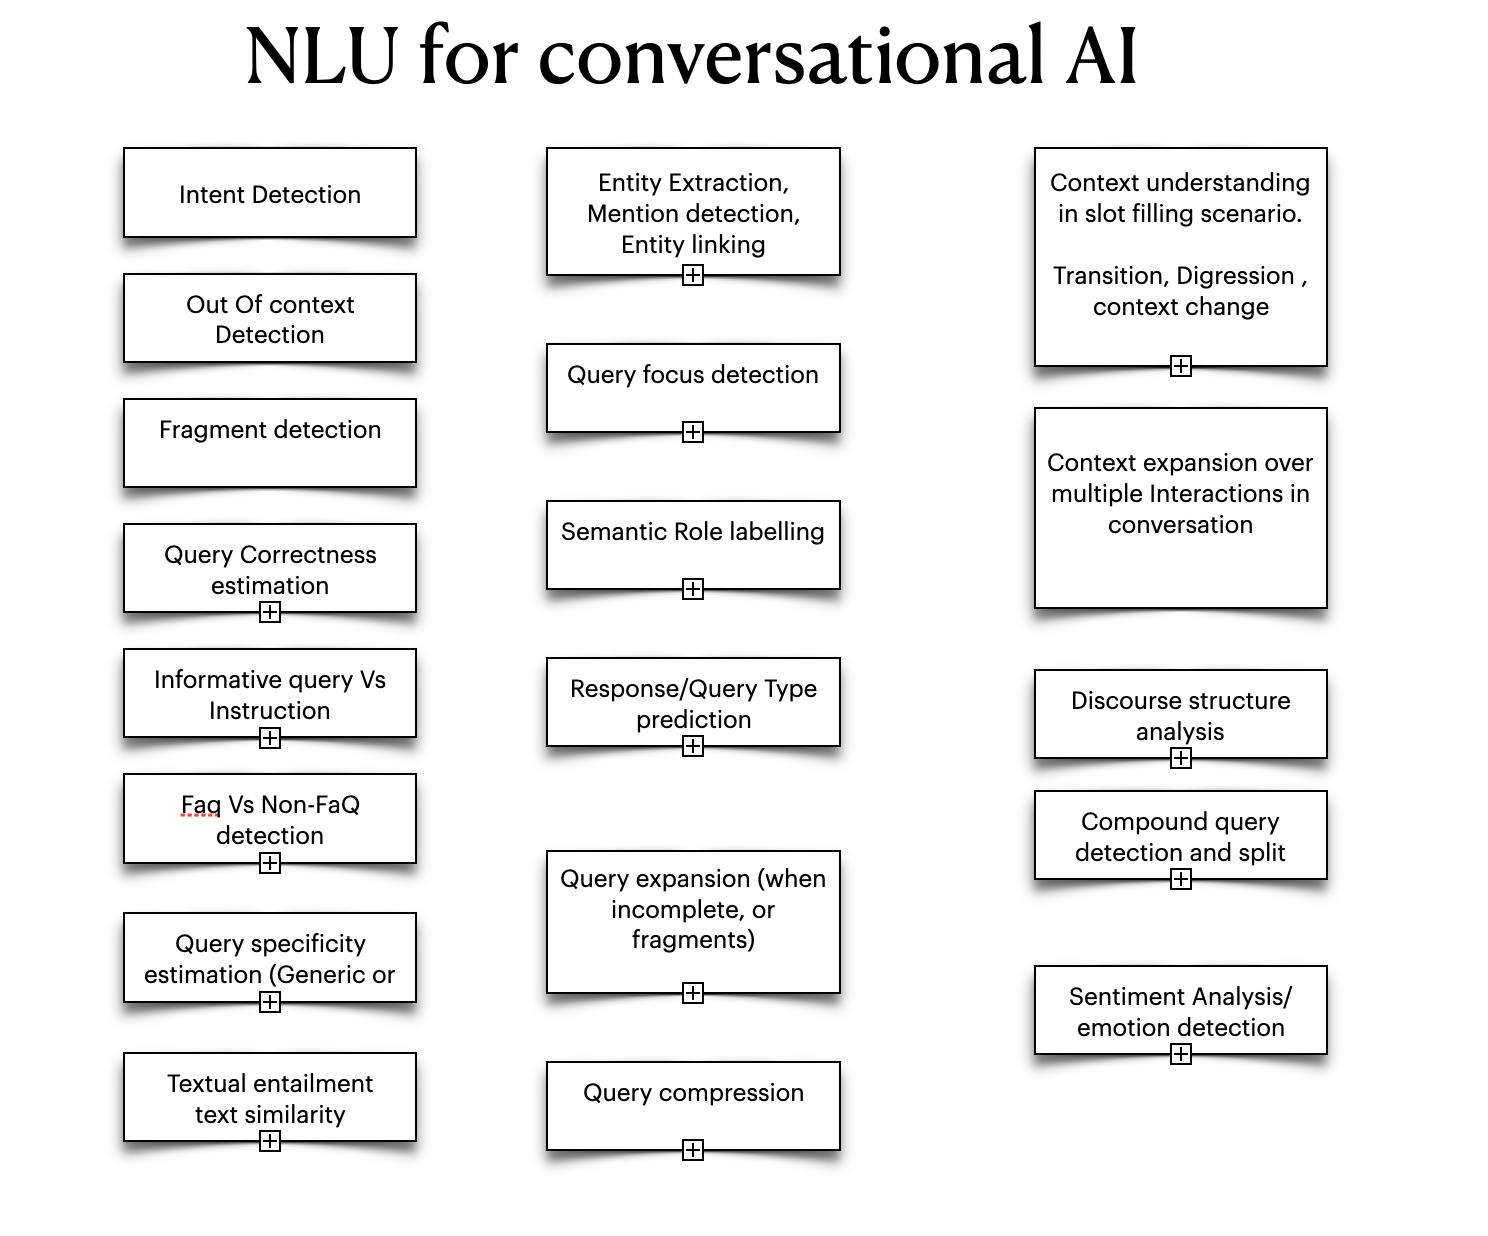 NLU for conversational AI
Intent Detection
Out Of context
Detection
Fragment detection
Query Correctness
estimation
Informative query Vs
Instruction
Faq Vs Non-FaQ
detection
Query specificity
estimation (Generic or
Textual entailment
text similarity
Entity Extraction,
Mention detection,
Entity linking
Query focus detection
Semantic Role labelling
Response/Query Type
prediction
Query expansion (when
incomplete, or
fragments)
Query compression
Context understanding
in slot filling scenario.
Transition, Digression ,
context change
Context expansion over
multiple Interactions in
conversation
Discourse structure
analysis
Compound query
detection and split
Sentiment Analysis/
emotion detection